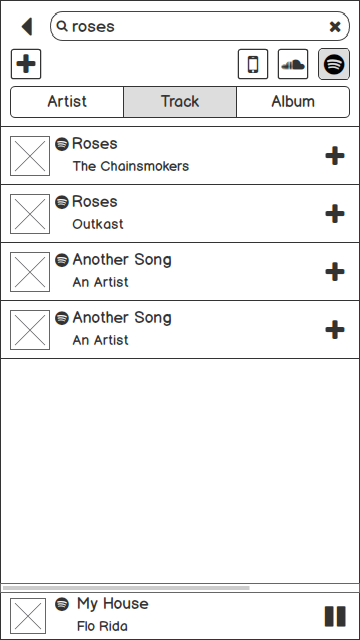 roses
Artist Track Album
Roses
The Chainsmokers
Roses
Outkast
Another Song
An Artist
Another Song
An Artist
My House
Flo Rida